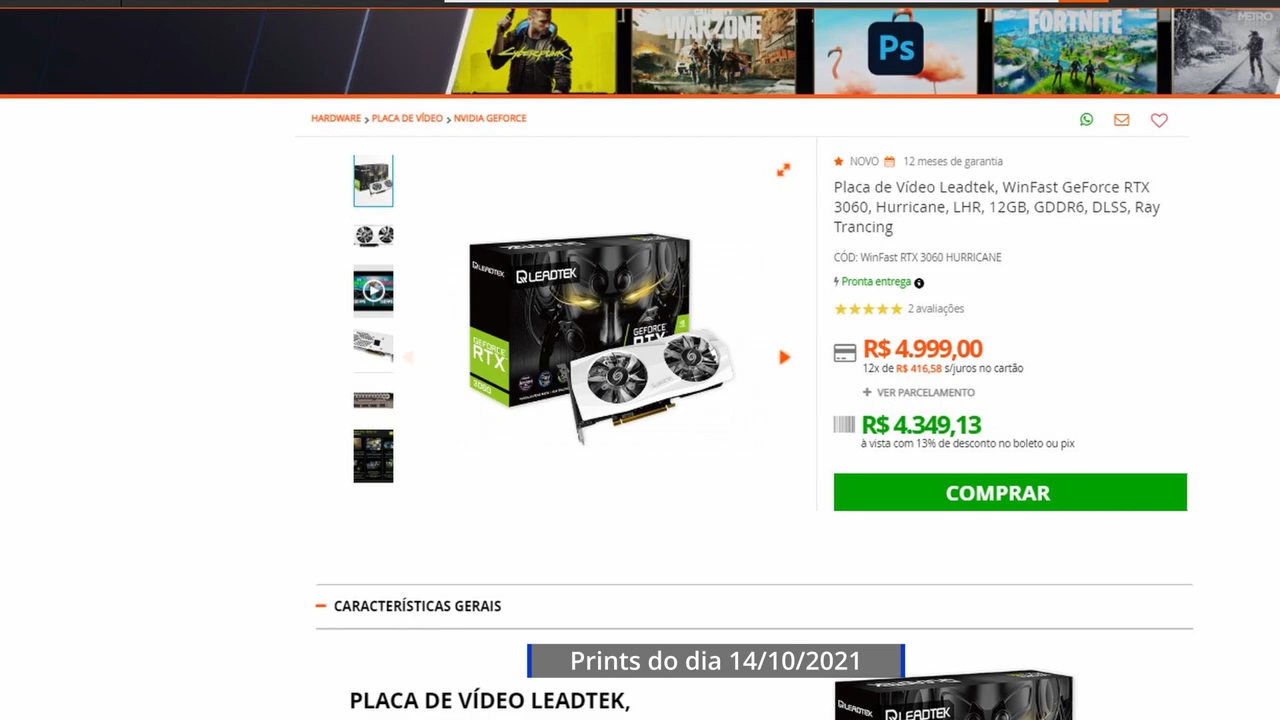 CYBERPUNK
WARZONE
Ps
FORTNITE
METRO
HARDWARE > PLACA DE VÍDEO > NVIDIA GEFORCE
NOVO 12 meses de garantia
Placa de Vídeo Leadtek, WinFast GeForce RTX
3060, Hurricane, LHR, 12GB, GDDR6, DLSS, Ray
Trancing
CÓD: WinFast RTX 3060 HURRICANE
Pronta entrega
2 avaliações
R$ 4.999,00
12x de R$ 416,58 s/juros no cartão
+ VER PARCELAMENTO
R$ 4.349,13
à vista com 13% de desconto no boleto ou pix
COMPRAR
LEADTEK
LEADTEK
GEFORCE
RTX
3060
GEFORCE
RTX
CARACTERÍSTICAS GERAIS
Prints do dia 14/10/2021
PLACA DE VÍDEO LEADTEK,
LEADTEK
LEADTEK